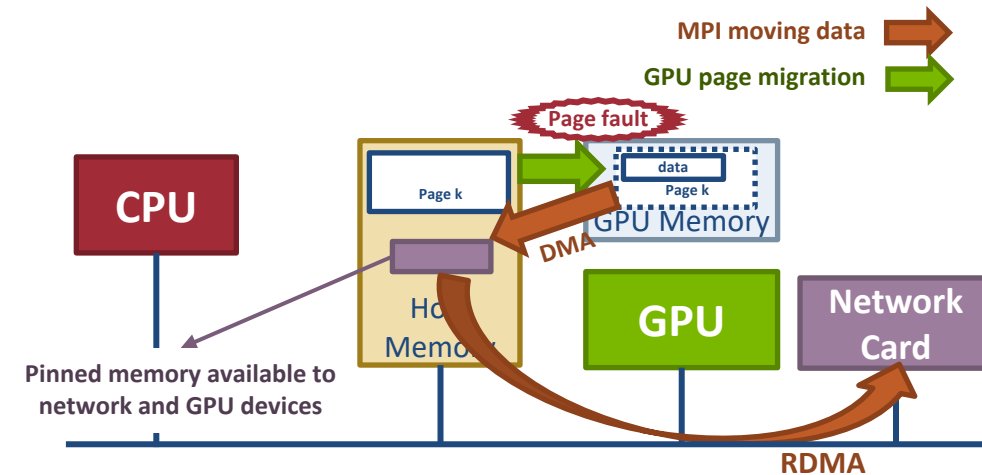 MPI moving data
GPU page migration
Page fault
data
Page k
Page k
CPU
GPU Memory
DMA
GPU
Network
Card
Memory
Pinned memory available to
network and GPU devices
RDMA